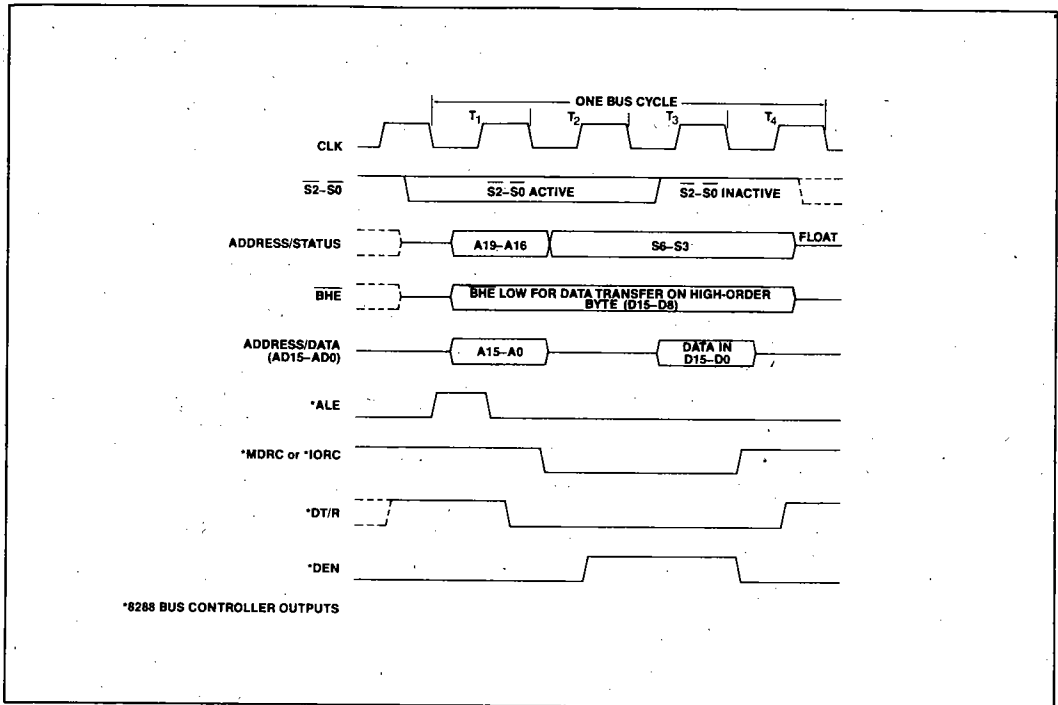 ONE BUS CYCLE
T1 T2 T3 T4
CLK
S2–S0 S2–S0 ACTIVE S2–S0 INACTIVE
ADDRESS/STATUS A19–A16 S6–S3 FLOAT
BHE BHE LOW FOR DATA TRANSFER ON HIGH-ORDER
BYTE (D15–D8)
ADDRESS/DATA
(AD15–AD0) A15–A0 DATA IN
D15–D0
*ALE
*MDRC or *IORC
*DT/R
*DEN
*8288 BUS CONTROLLER OUTPUTS